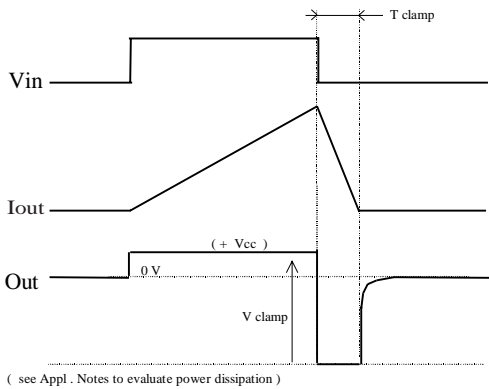 T clamp
Vin
Iout
( + Vcc )
0 V
Out
V clamp
( see Appl . Notes to evaluate power dissipation )